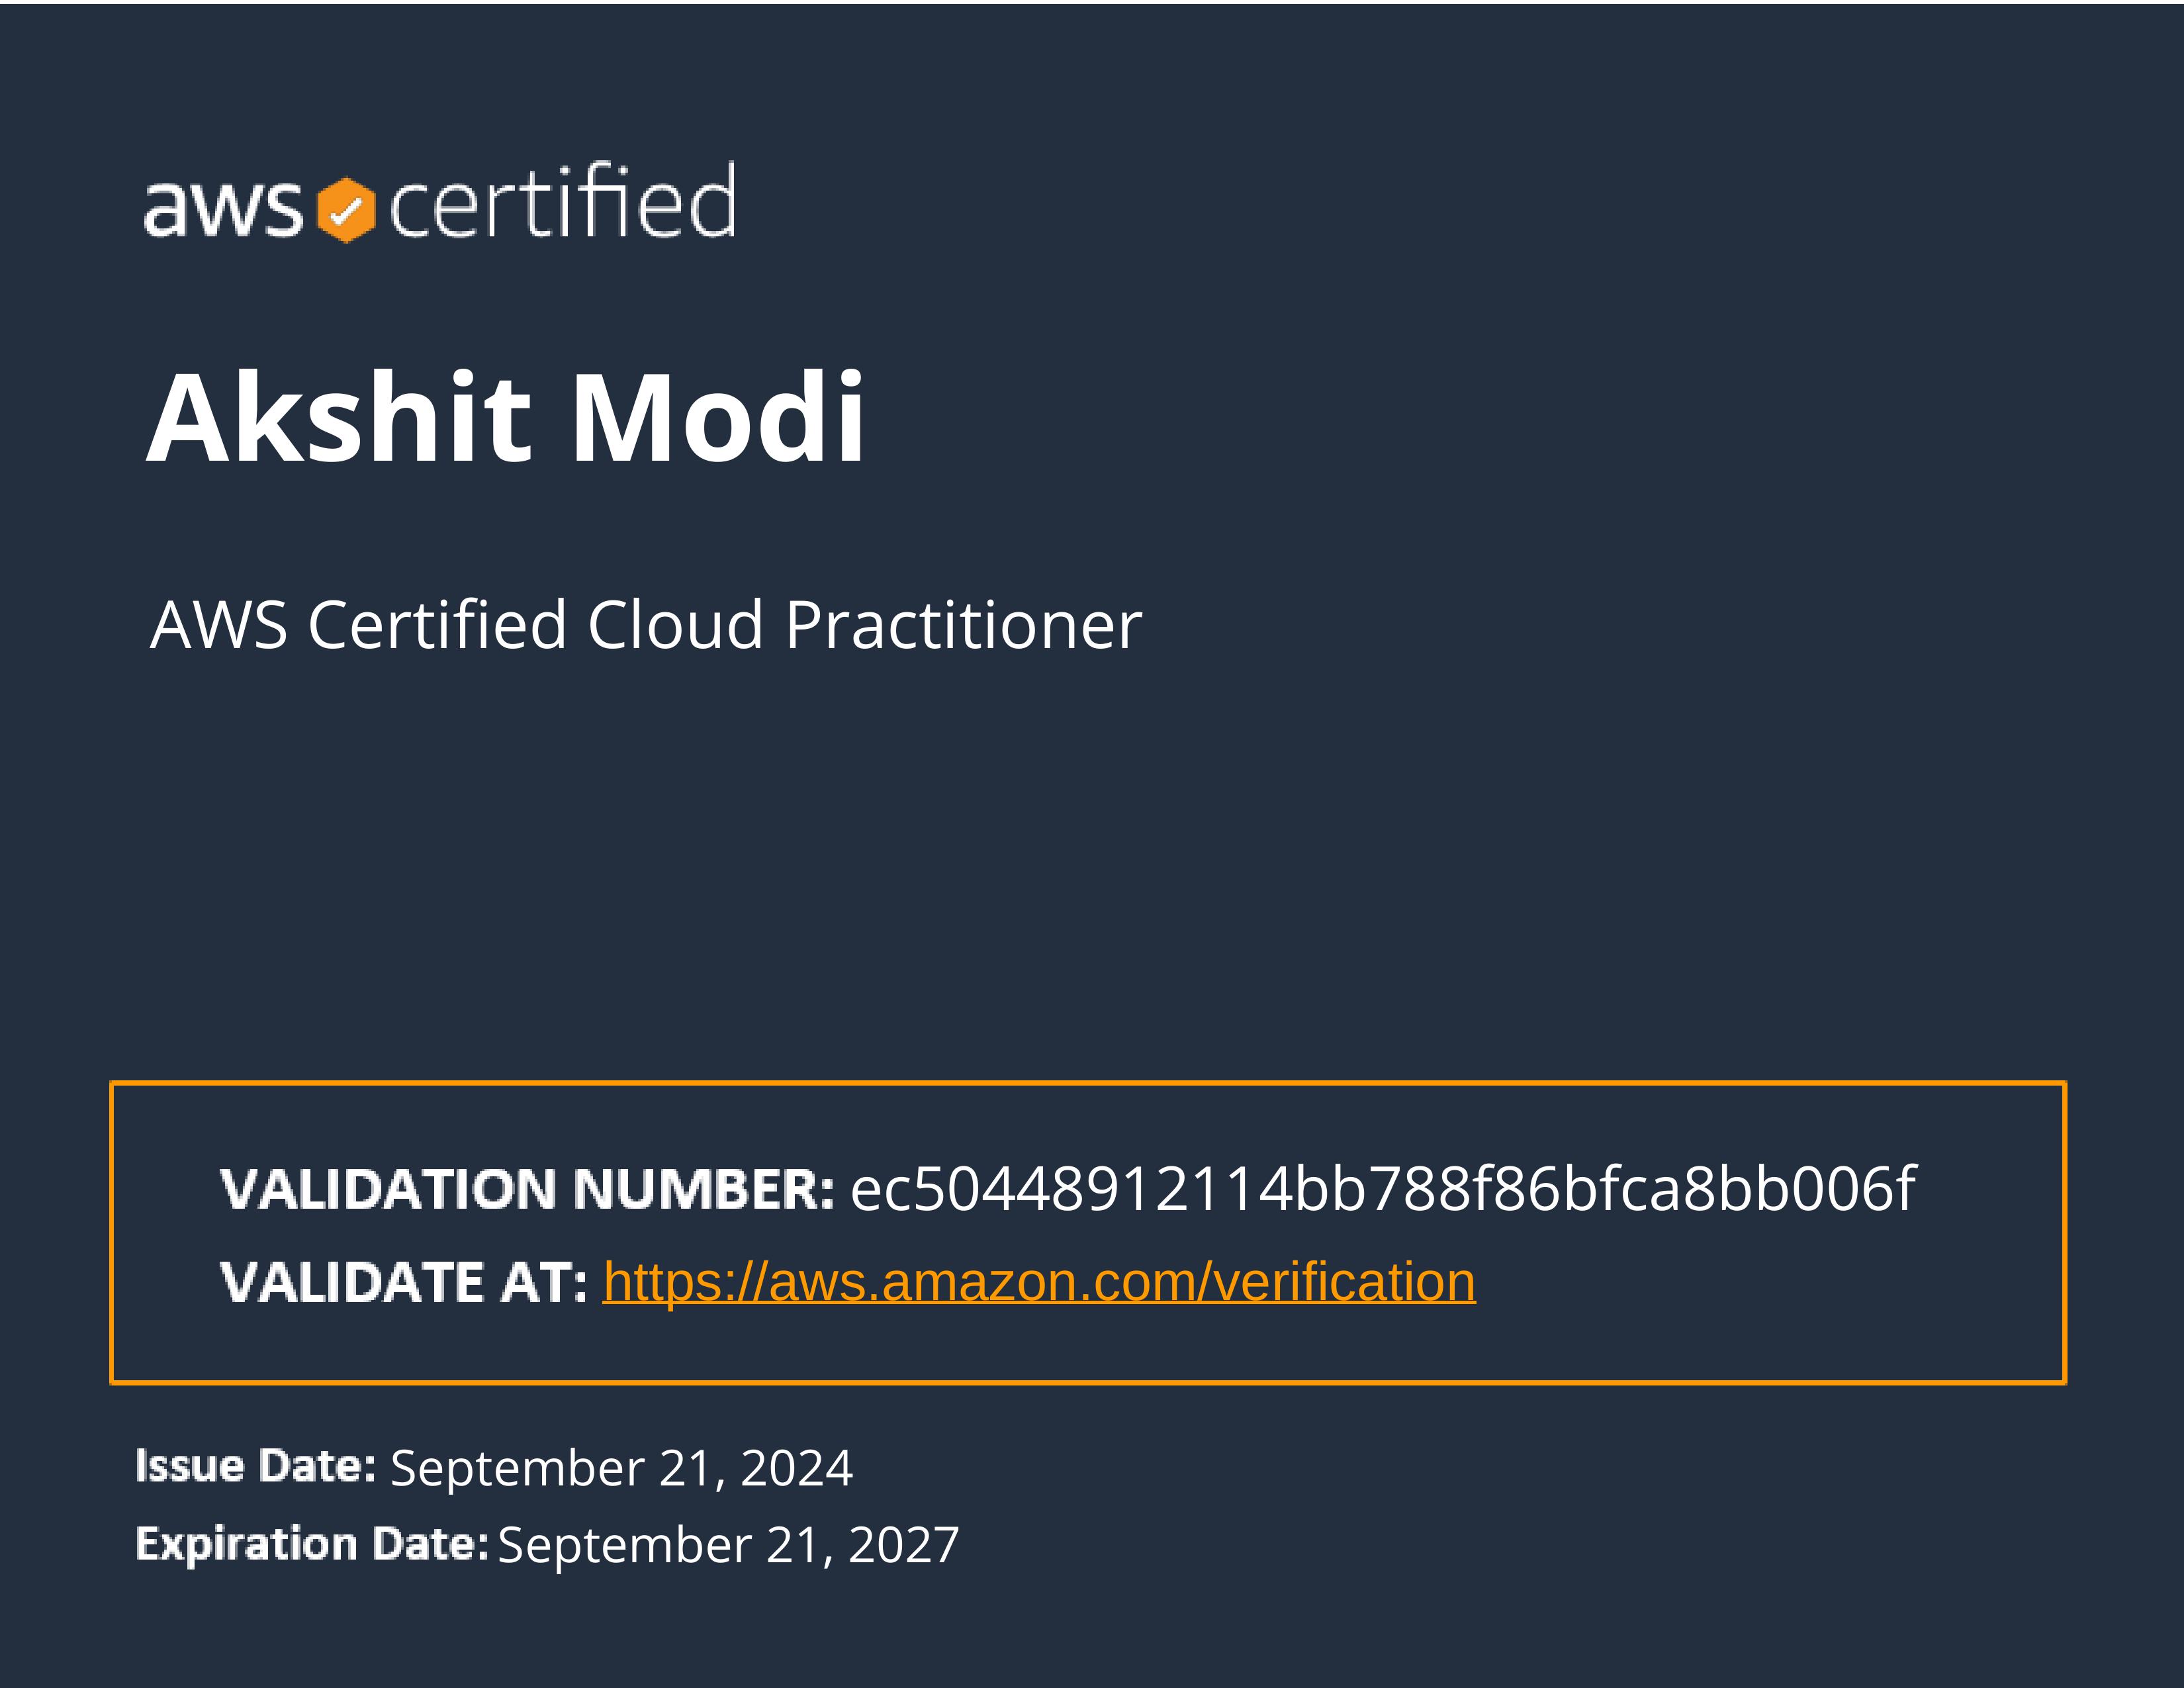 aws certified
Akshit Modi
AWS Certified Cloud Practitioner
VALIDATION NUMBER: ec50448912114bb788f86bfca8bb006f
VALIDATE AT: https://aws.amazon.com/verification
Issue Date: September 21, 2024
Expiration Date: September 21, 2027